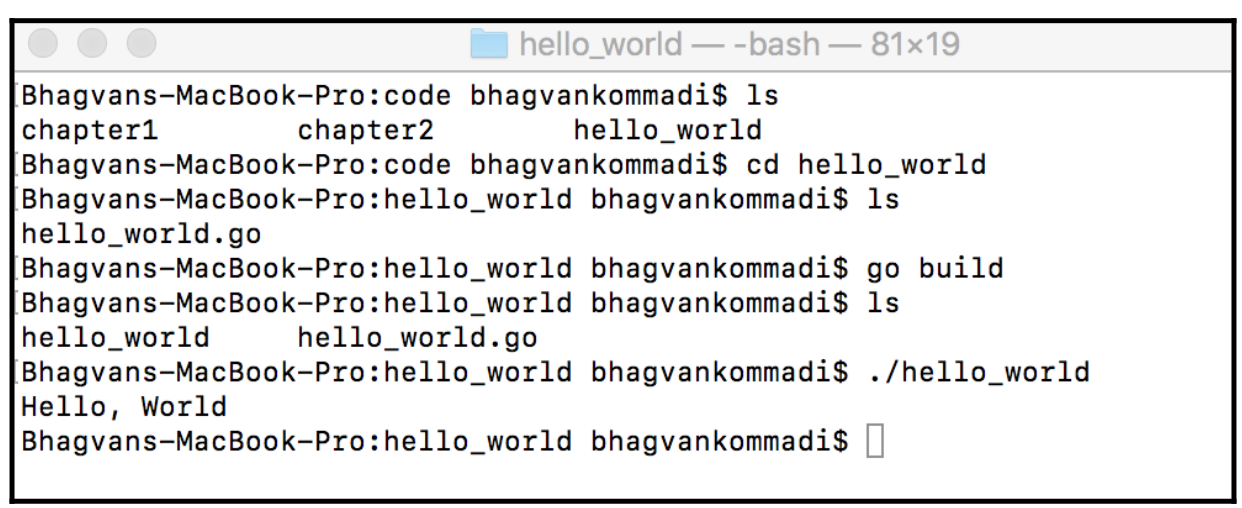 hello_world — -bash — 81×19
Bhagvans-MacBook-Pro:code bhagvankommadi$ ls
chapter1 chapter2 hello_world
Bhagvans-MacBook-Pro:code bhagvankommadi$ cd hello_world
Bhagvans-MacBook-Pro:hello_world bhagvankommadi$ ls
hello_world.go
Bhagvans-MacBook-Pro:hello_world bhagvankommadi$ go build
Bhagvans-MacBook-Pro:hello_world bhagvankommadi$ ls
hello_world hello_world.go
Bhagvans-MacBook-Pro:hello_world bhagvankommadi$ ./hello_world
Hello, World
Bhagvans-MacBook-Pro:hello_world bhagvankommadi$